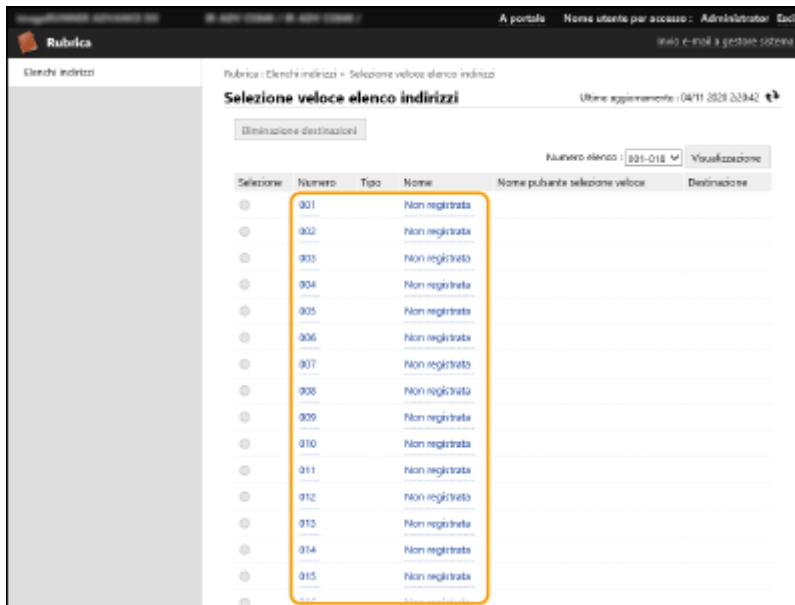 A portale Nome utente per accesso : Administrator Esci
Rubrica
Invio e-mail a gestore sistema
Elenchi indirizzi
Rubrica : Elenchi indirizzi > Selezione veloce elenco indirizzi
Selezione veloce elenco indirizzi
Ultimo aggiornamento : 04/11 2020
Eliminazione destinazioni
Numero elenco : 001-018 Visualizzazione
Selezione Numero Tipo Nome Nome pulsante selezione veloce Destinazione
001 Non registrata
002 Non registrata
003 Non registrata
004 Non registrata
005 Non registrata
006 Non registrata
007 Non registrata
008 Non registrata
009 Non registrata
010 Non registrata
011 Non registrata
012 Non registrata
013 Non registrata
014 Non registrata
015 Non registrata